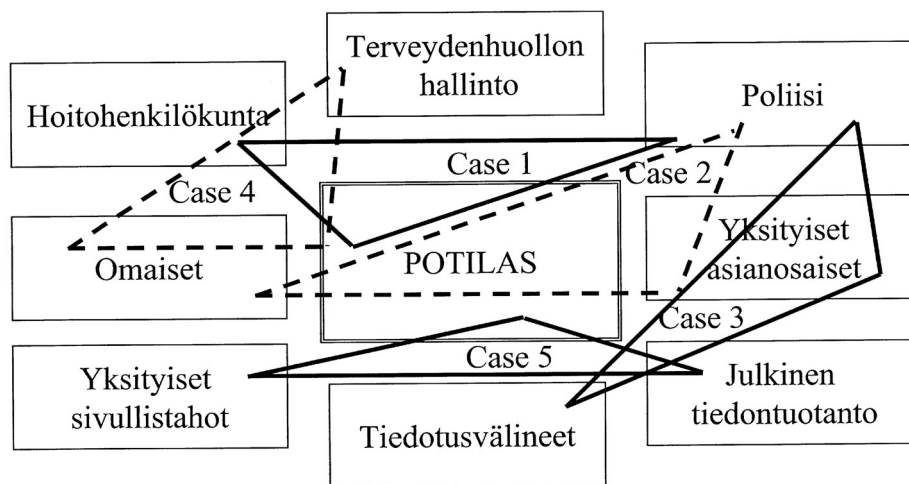 Terveydenhuollon
hallinto
Hoitohenkilökunta
Poliisi
Case 1
Case 2
Case 4
Omaiset
POTILAS
Yksityiset
asianosaiset
Case 3
Case 5
Yksityiset
sivullistahot
Tiedotusvälineet
Julkinen
tiedontuotanto